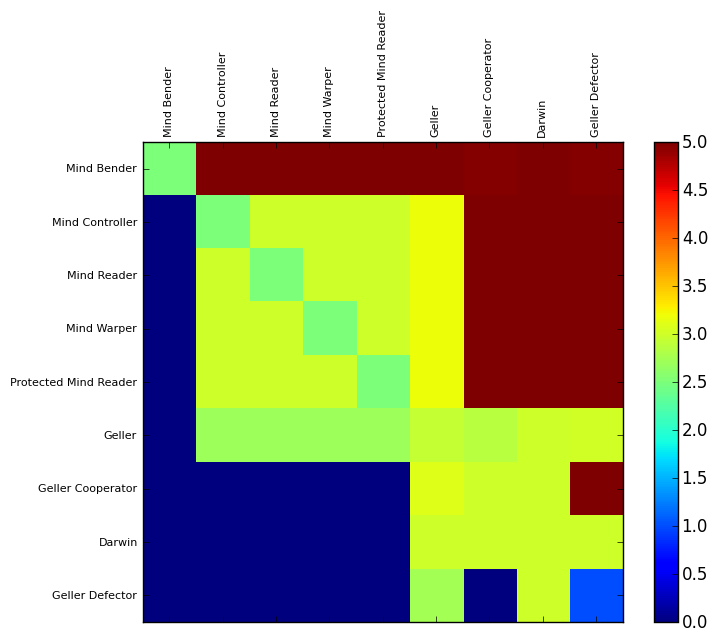 Mind Bender
Mind Controller
Mind Reader
Mind Warper
Protected Mind Reader
Geller
Geller Cooperator
Darwin
Geller Defector
Mind Bender
Mind Controller
Mind Reader
Mind Warper
Protected Mind Reader
Geller
Geller Cooperator
Darwin
Geller Defector
5.0
4.5
4.0
3.5
3.0
2.5
2.0
1.5
1.0
0.5
0.0